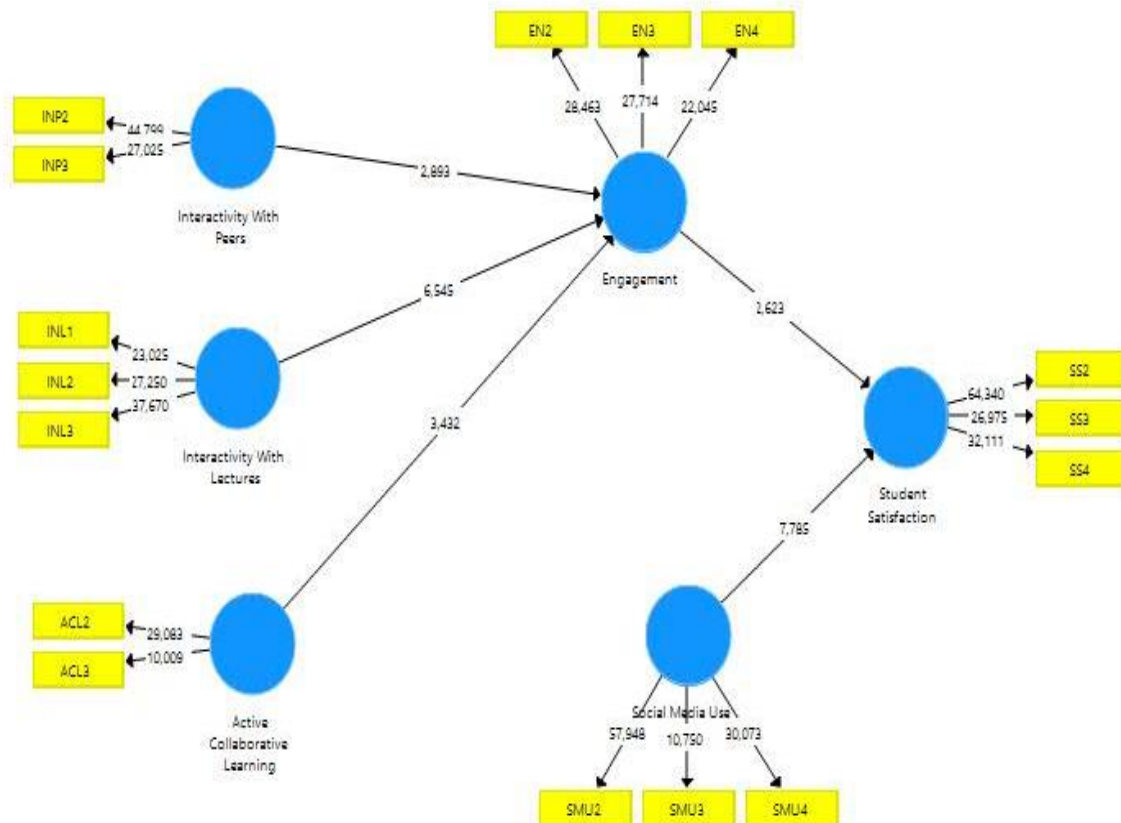 EN2 EN3 EN4
28,463 27,714 22,045
INP2
INP3
44,799
27,025
Interactivity With
Peers
2,893
Engagement
6,545
2,623
INL1
INL2
INL3
23,025
27,250
37,670
Interactivity With
Lectures
3,432
SS2
SS3
SS4
64,340
26,975
32,111
Student
Satisfaction
7,785
ACL2
ACL3
29,083
10,009
Active
Collaborative
Learning
Social Media Use
57,948 10,750 30,073
SMU2 SMU3 SMU4